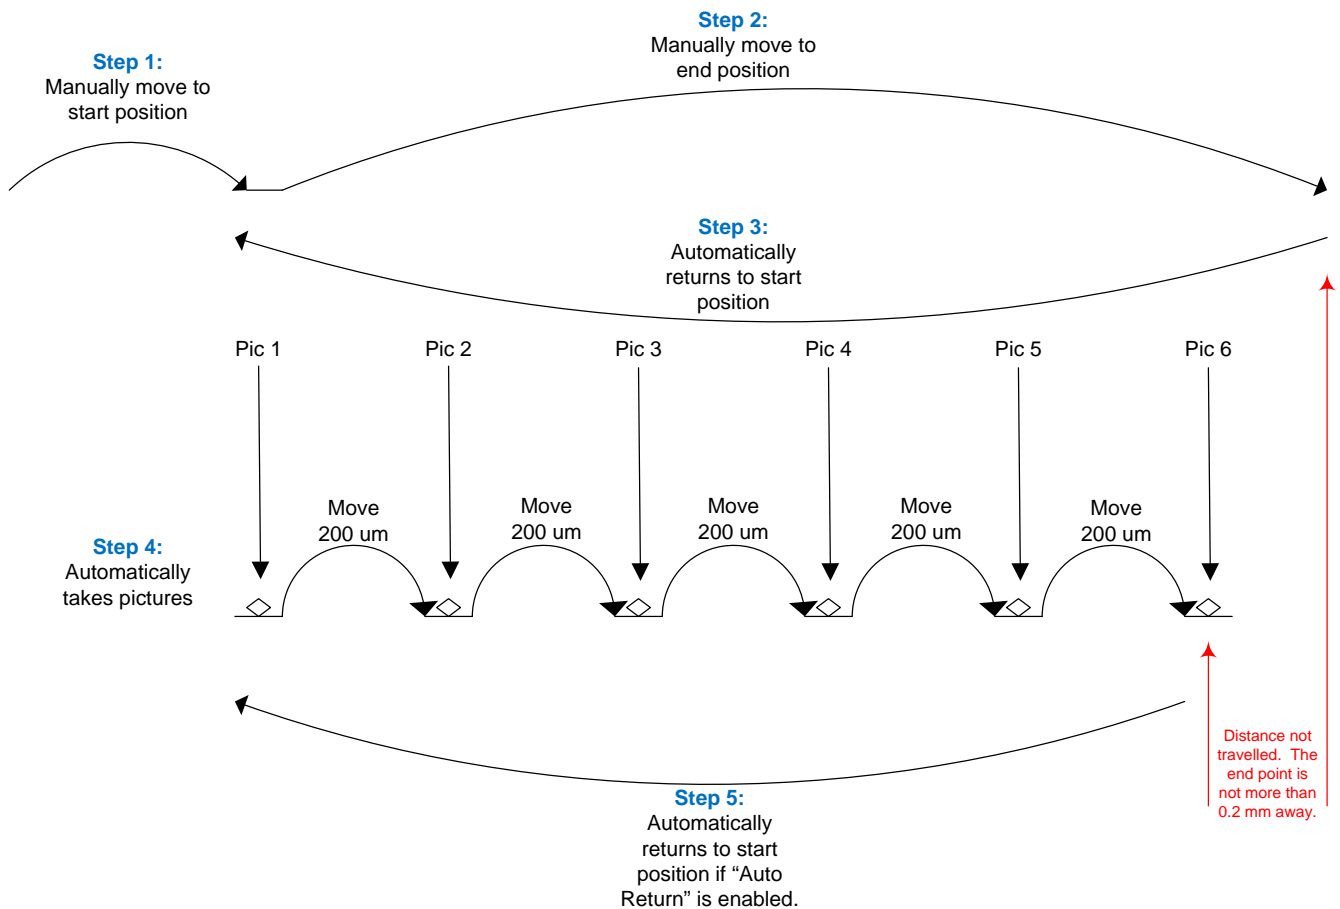 Step 1:
Manually move to
start position
Step 2:
Manually move to
end position
Step 3:
Automatically
returns to start
position
Pic 1
Pic 2
Pic 3
Pic 4
Pic 5
Pic 6
Move
200 um
Move
200 um
Move
200 um
Move
200 um
Move
200 um
Step 4:
Automatically
takes pictures
Distance not
travelled.  The
end point is
not more than
0.2 mm away.
Step 5:
Automatically
returns to start
position if “Auto
Return” is enabled.